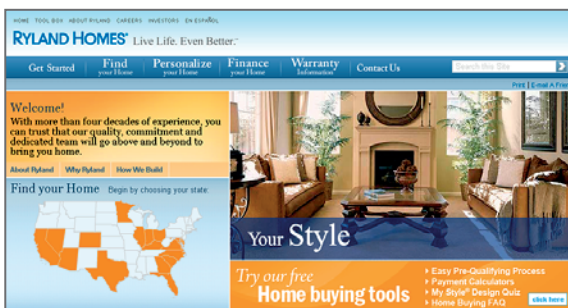 HOME TOOL BOX ABOUT RYLAND CAREERS INVESTORS EN ESPAÑOL
RYLAND HOMES® Live Life. Even Better.™
Get Started
Find your Home
Personalize your Home
Finance your Home
Warranty Information
Contact Us
Search this Site
Print | E-mail A Frien
Welcome!
With more than four decades of experience, you
can trust that our quality, commitment and
dedicated team will go above and beyond to
bring you home.
About Ryland Why Ryland How We Build
Find your Home Begin by choosing your state:
Your Style
Try our free
Home buying tools
Easy Pre-Qualifying Process
Payment Calculators
My Style® Design Quiz
Home Buying FAQ
click here